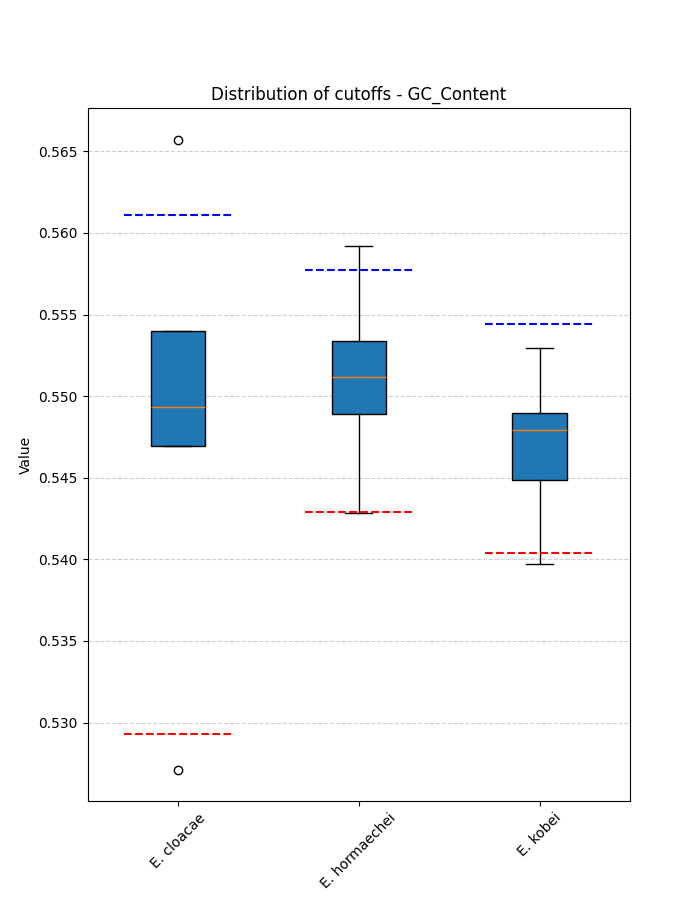 Distribution of cutoffs - GC_Content
0.565
0.560
0.555
0.550
0.545
0.540
0.535
0.530
Value
E. cloacae
E. hormaechei
E. kobei